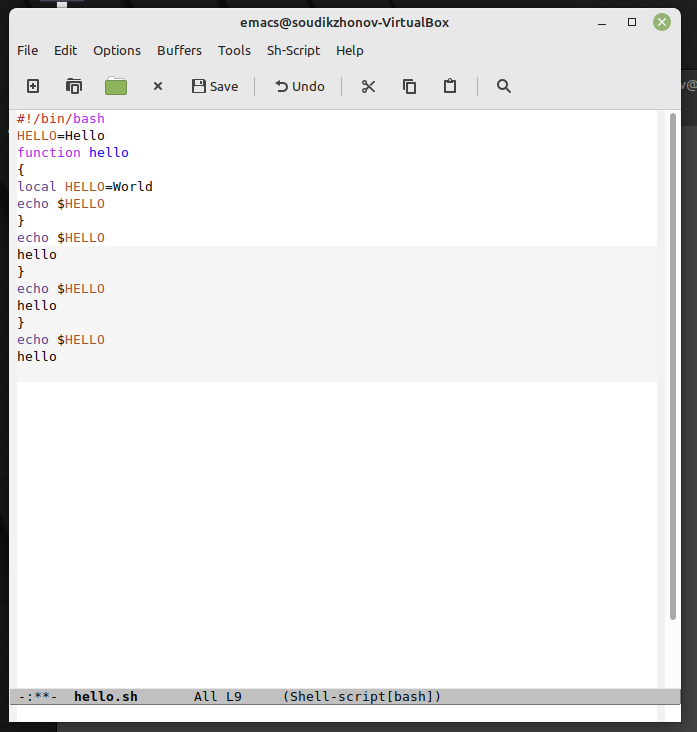 emacs@soudikzhonov-VirtualBox
File Edit Options Buffers Tools Sh-Script Help
Save Undo
#!/bin/bash
HELLO=Hello
function hello
{
local HELLO=World
echo $HELLO
}
echo $HELLO
hello
}
echo $HELLO
hello
}
echo $HELLO
hello
-:**- hello.sh All L9 (Shell-script[bash])